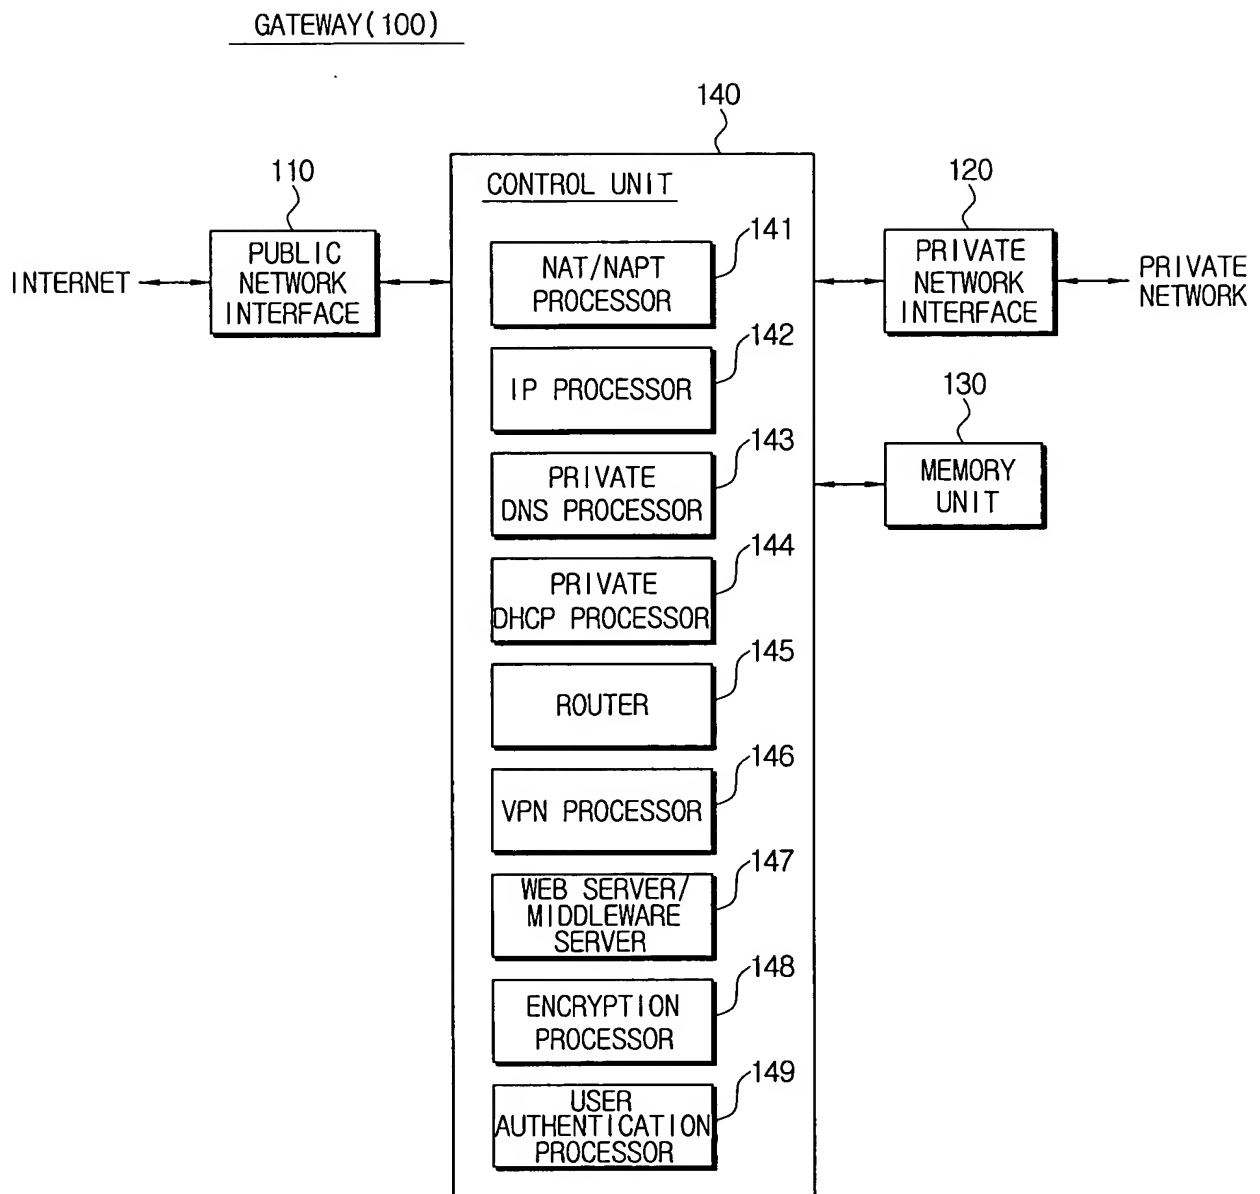 GATEWAY(100)
140
110
CONTROL UNIT
120
PUBLIC
NETWORK
INTERFACE
INTERNET
141
NAT/NAPT
PROCESSOR
PRIVATE
NETWORK
INTERFACE
PRIVATE
NETWORK
142
IP PROCESSOR
130
MEMORY
UNIT
143
PRIVATE
DNS PROCESSOR
144
PRIVATE
DHCP PROCESSOR
145
ROUTER
146
VPN PROCESSOR
147
WEB SERVER/
MIDDLEWARE
SERVER
148
ENCRYPTION
PROCESSOR
149
USER
AUTHENTICATION
PROCESSOR